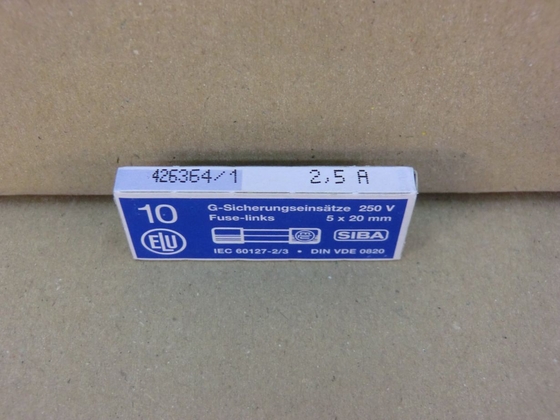 426364/1 2,5 A
10 G-Sicherungseinsätze 250 V
Fuse-links 5 x 20 mm
ELU SIBA
IEC 60127-2/3 • DIN VDE 0820